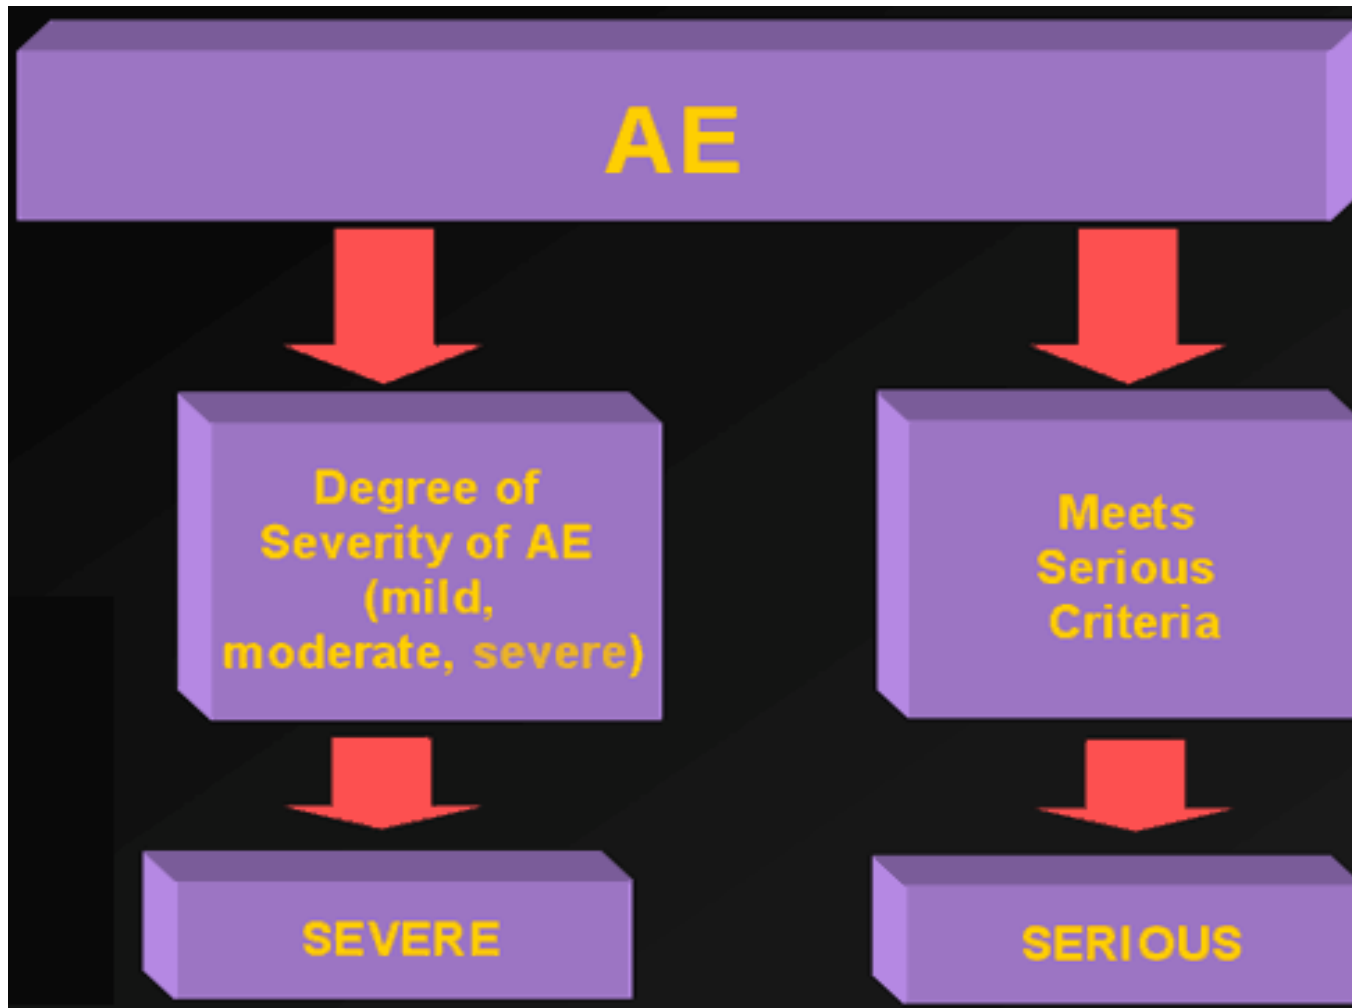 AE
Degree of
Severity of AE
(mild,
moderate, severe)
Meets
Serious
Criteria
SEVERE
SERIOUS